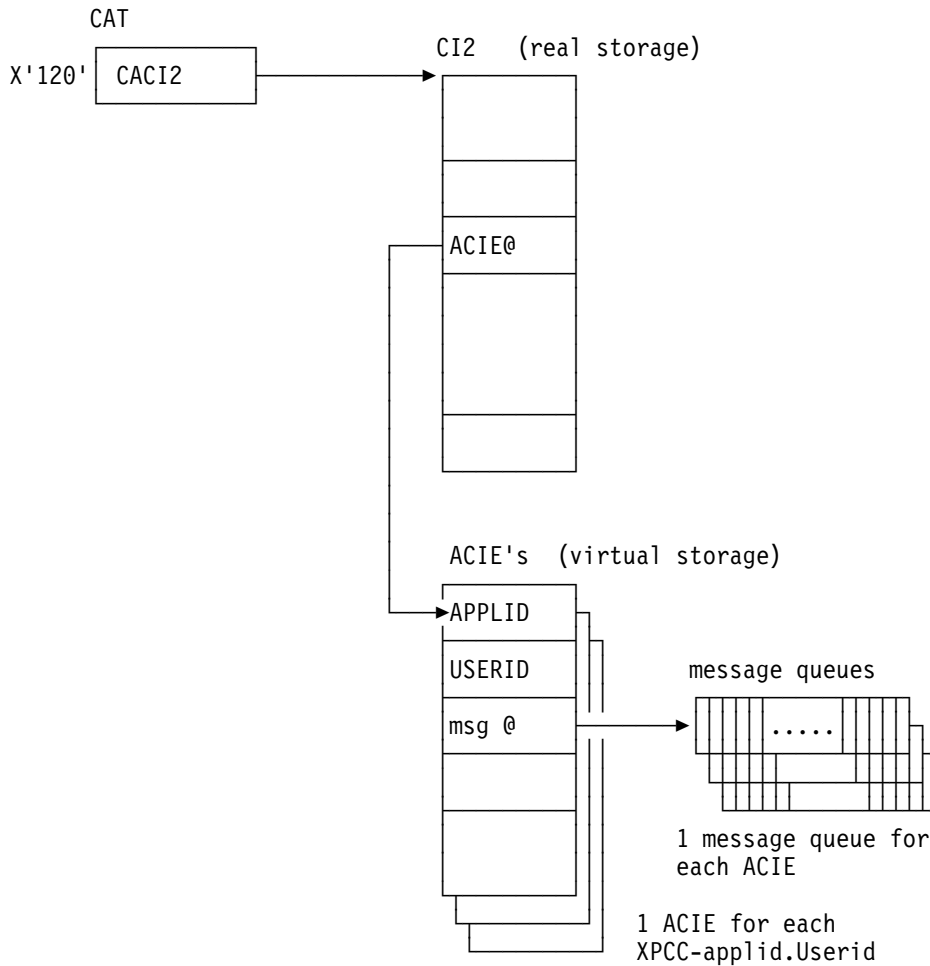 CAT
X'120' CACI2
CI2 (real storage)
ACIE@
ACIE's (virtual storage)
APPLID
USERID
msg @
message queues
.....
1 message queue for
each ACIE
1 ACIE for each
XPCC-applid.Userid